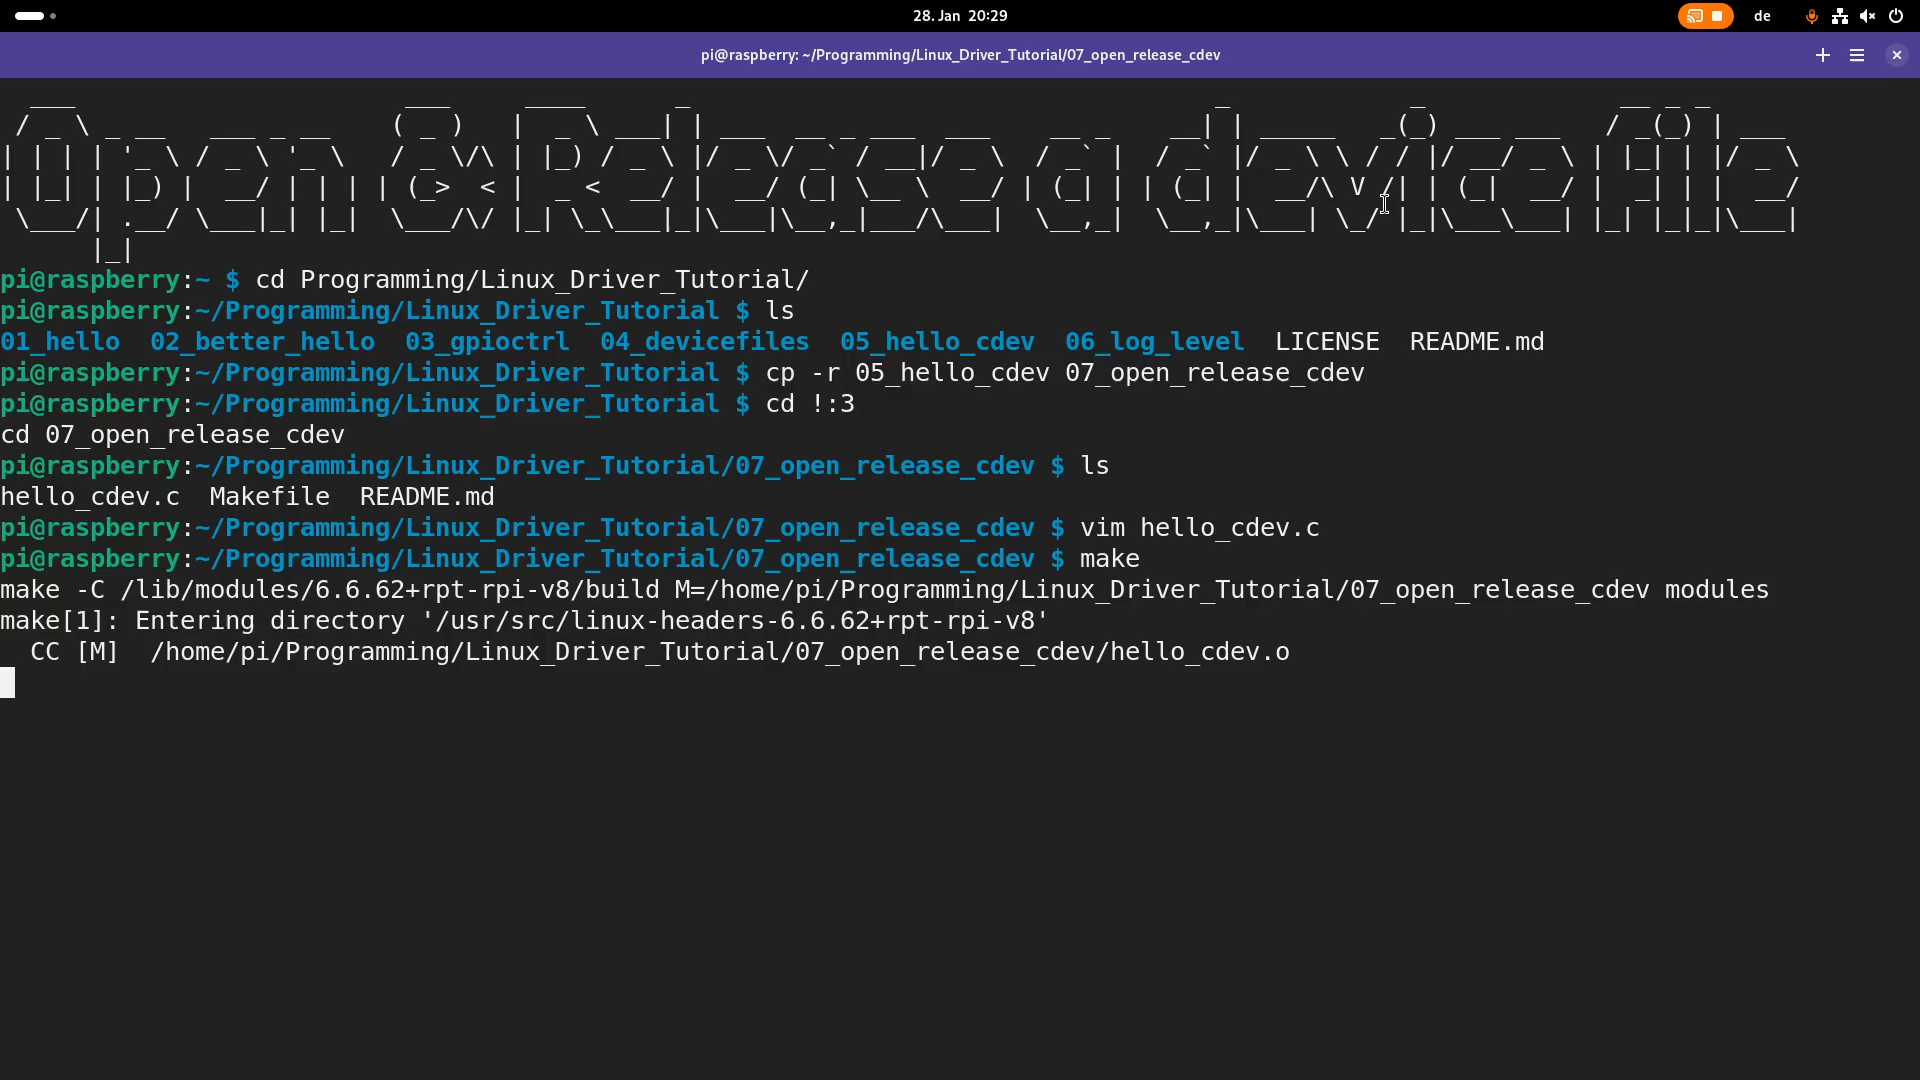 28. Jan 20:29
de
pi@raspberry: ~/Programming/Linux_Driver_Tutorial/07_open_release_cdev
Open & Release a device file
pi@raspberry:~ $ cd Programming/Linux_Driver_Tutorial/
pi@raspberry:~/Programming/Linux_Driver_Tutorial $ ls
01_hello 02_better_hello 03_gpioctrl 04_devicefiles 05_hello_cdev 06_log_level LICENSE README.md
pi@raspberry:~/Programming/Linux_Driver_Tutorial $ cp -r 05_hello_cdev 07_open_release_cdev
pi@raspberry:~/Programming/Linux_Driver_Tutorial $ cd !:3
cd 07_open_release_cdev
pi@raspberry:~/Programming/Linux_Driver_Tutorial/07_open_release_cdev $ ls
hello_cdev.c Makefile README.md
pi@raspberry:~/Programming/Linux_Driver_Tutorial/07_open_release_cdev $ vim hello_cdev.c
pi@raspberry:~/Programming/Linux_Driver_Tutorial/07_open_release_cdev $ make
make -C /lib/modules/6.6.62+rpt-rpi-v8/build M=/home/pi/Programming/Linux_Driver_Tutorial/07_open_release_cdev modules
make[1]: Entering directory '/usr/src/linux-headers-6.6.62+rpt-rpi-v8'
CC [M] /home/pi/Programming/Linux_Driver_Tutorial/07_open_release_cdev/hello_cdev.o